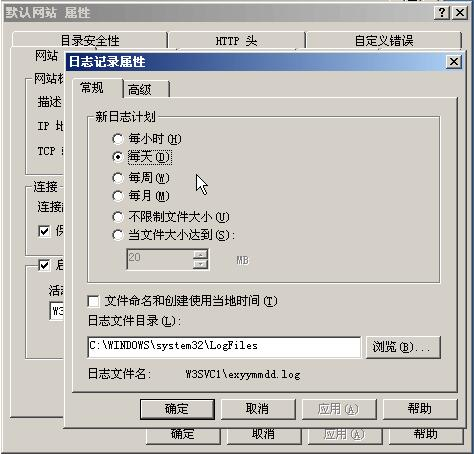 默认网站 属性
目录安全性 HTTP 头 自定义错误
网站
日志记录属性
常规 高级
网站
描述
IP 地
TCP
连接
连接
保
启
活
W3
新日志计划
每小时(H)
每天(D)
每周(W)
每月(M)
不限制文件大小(U)
当文件大小达到(S):
20 MB
文件命名和创建使用当地时间(T)
日志文件目录(L):
C:\WINDOWS\system32\LogFiles 浏览(B)...
日志文件名: W3SVC1\exyymmdd.log
确定 取消 应用(A) 帮助
确定 取消 应用(A) 帮助